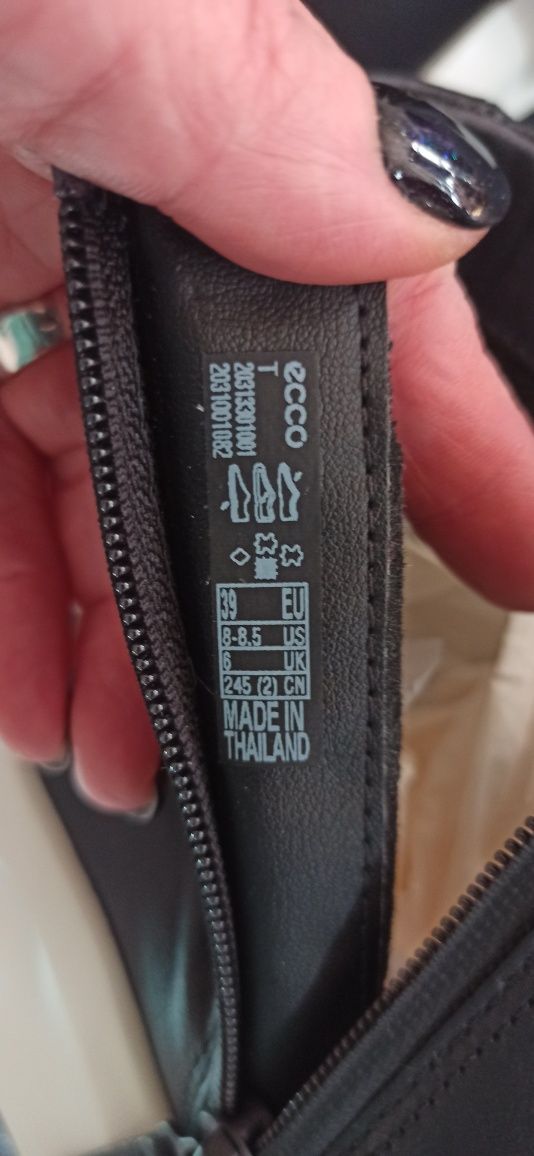 ecco
T
20313301001
2031001082
39 EU
8-8.5 US
6 UK
245 (2) CN
MADE IN
THAILAND